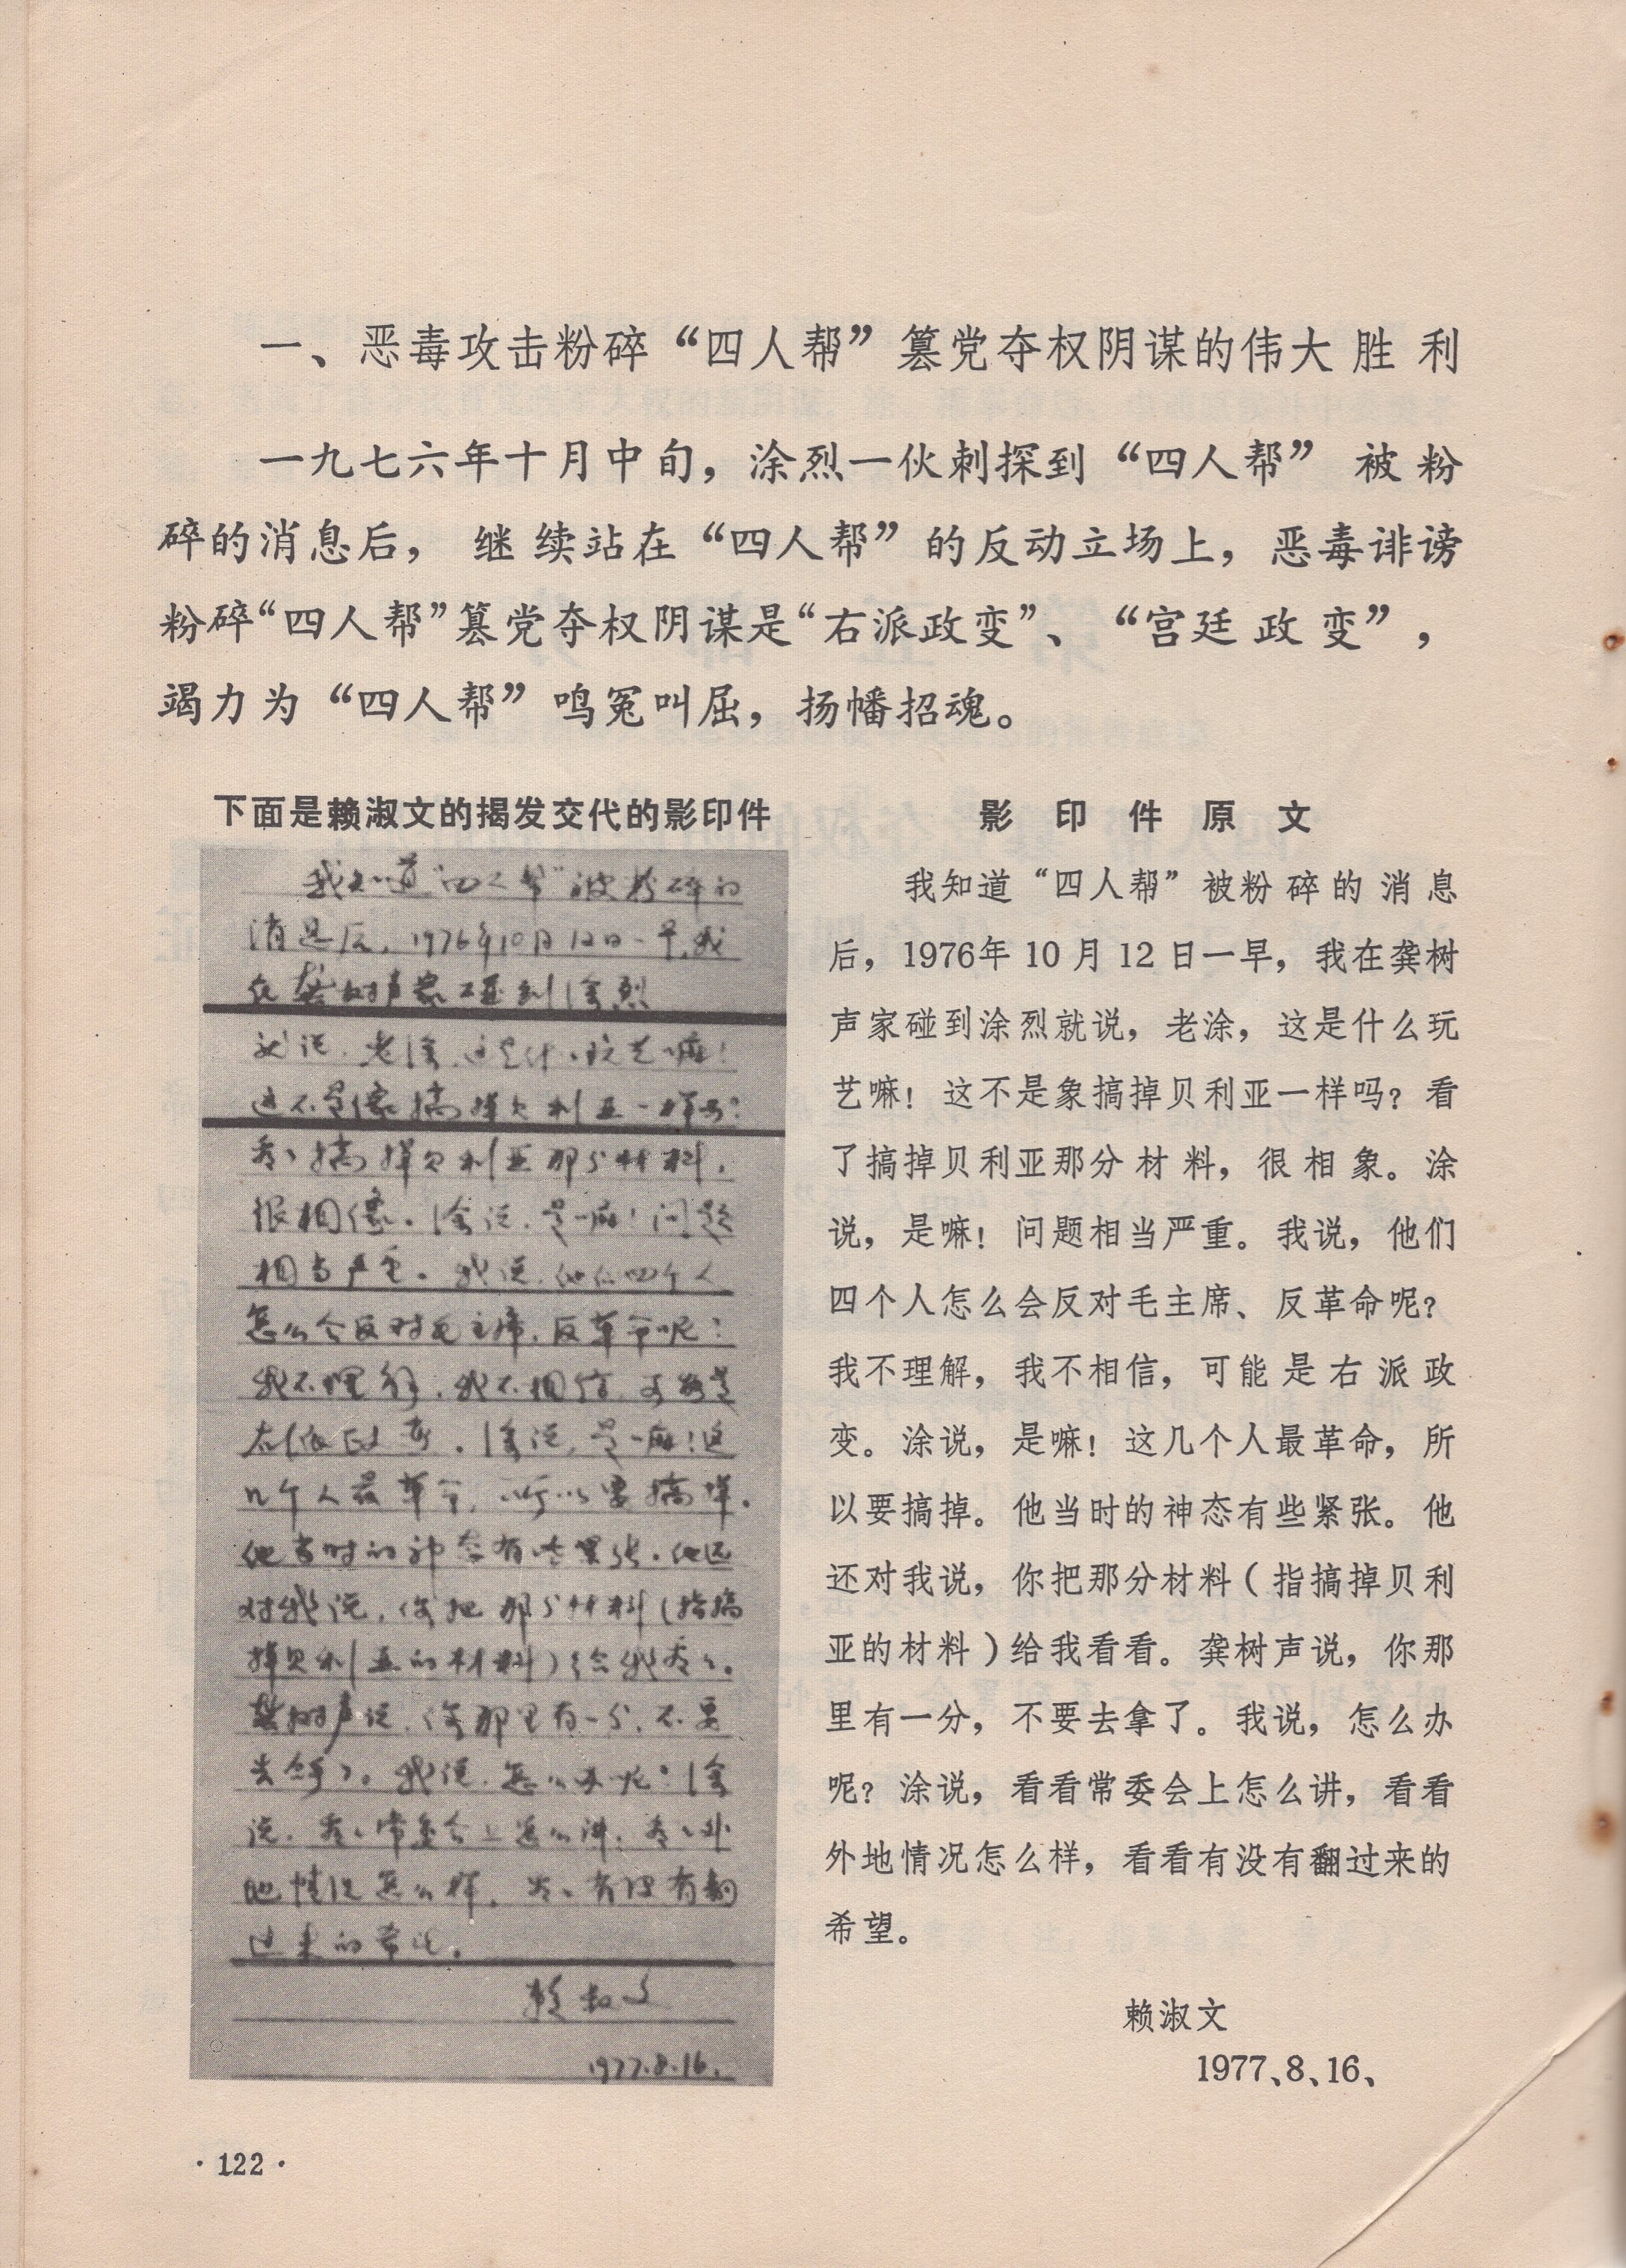 一、恶毒攻击粉碎“四人帮”篡党夺权阴谋的伟大胜利
一九七六年十月中旬，涂烈一伙刺探到“四人帮”被粉
碎的消息后，继续站在“四人帮”的反动立场上，恶毒诽谤
粉碎“四人帮”篡党夺权阴谋是“右派政变”、“宫廷政变”，
竭力为“四人帮”鸣冤叫屈，扬幡招魂。
下面是赖淑文的揭发交代的影印件
我知道“四人帮”被粉碎的
消息后，1976年10月12日一早，我
在龚树声家碰到涂烈
就说，老涂，这是什么玩艺嘛！
这不是像搞掉贝利亚一样吗？
看了搞掉贝利亚那分材料，
很相像。涂说，是嘛！问题
相当严重。我说，他们四个人
怎么会反对毛主席、反革命呢？
我不理解，我不相信，可能是
右派政变。涂说，是嘛！这
几个人最革命，所以要搞掉。
他当时的神态有些紧张。他还
对我说，你把那分材料（指搞
掉贝利亚的材料）给我看看。
龚树声说，你那里有一分，不要
去拿了。我说，怎么办呢？涂
说，看看常委会上怎么讲，看看外
地情况怎么样，看看有没有翻
过来的希望。
赖淑文
1977.8.16.
影印件原文
我知道“四人帮”被粉碎的消息
后，1976年10月12日一早，我在龚树
声家碰到涂烈就说，老涂，这是什么玩
艺嘛！这不是象搞掉贝利亚一样吗？看
了搞掉贝利亚那分材料，很相象。涂
说，是嘛！问题相当严重。我说，他们
四个人怎么会反对毛主席、反革命呢？
我不理解，我不相信，可能是右派政
变。涂说，是嘛！这几个人最革命，所
以要搞掉。他当时的神态有些紧张。他
还对我说，你把那分材料（指搞掉贝利
亚的材料）给我看看。龚树声说，你那
里有一分，不要去拿了。我说，怎么办
呢？涂说，看看常委会上怎么讲，看看
外地情况怎么样，看看有没有翻过来的
希望。
赖淑文
1977、8、16、
·122·